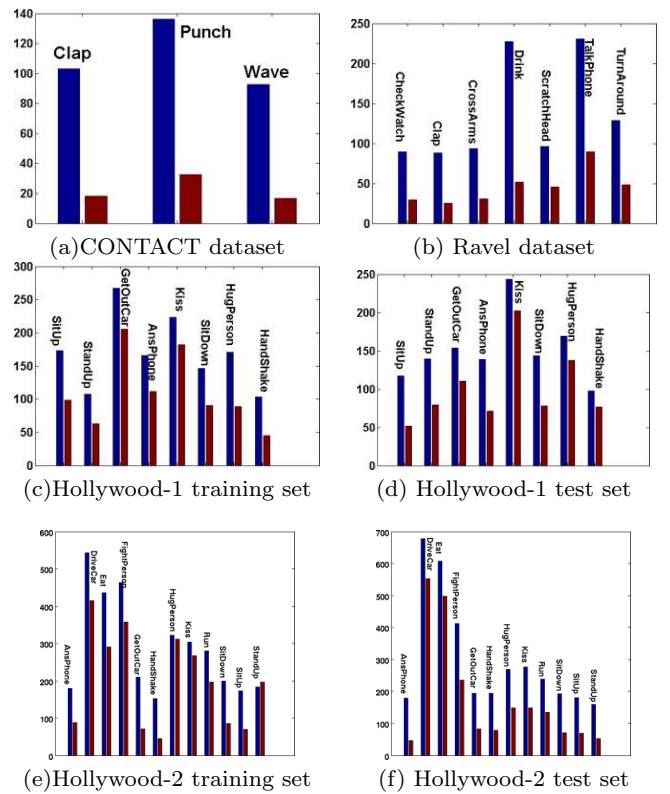 140
120
100
80
60
40
20
0
Clap
Punch
Wave
(a)CONTACT dataset
250
200
150
100
50
0
CheckWatch
Clap
CrossArms
Drink
ScratchHead
TalkPhone
TurnAround
(b) Ravel dataset
300
250
200
150
100
50
0
SitUp
StandUp
GetOutCar
AnsPhone
Kiss
SitDown
HugPerson
HandShake
(c)Hollywood-1 training set
250
200
150
100
50
0
SitUp
StandUp
GetOutCar
AnsPhone
Kiss
SitDown
HugPerson
HandShake
(d) Hollywood-1 test set
600
500
400
300
200
100
0
AnsPhone
DriveCar
Eat
FightPerson
GetOutCar
HandShake
HugPerson
Kiss
Run
SitDown
SitUp
StandUp
(e)Hollywood-2 training set
700
600
500
400
300
200
100
0
AnsPhone
DriveCar
Eat
FightPerson
GetOutCar
HandShake
HugPerson
Kiss
Run
SitDown
SitUp
StandUp
(f) Hollywood-2 test set